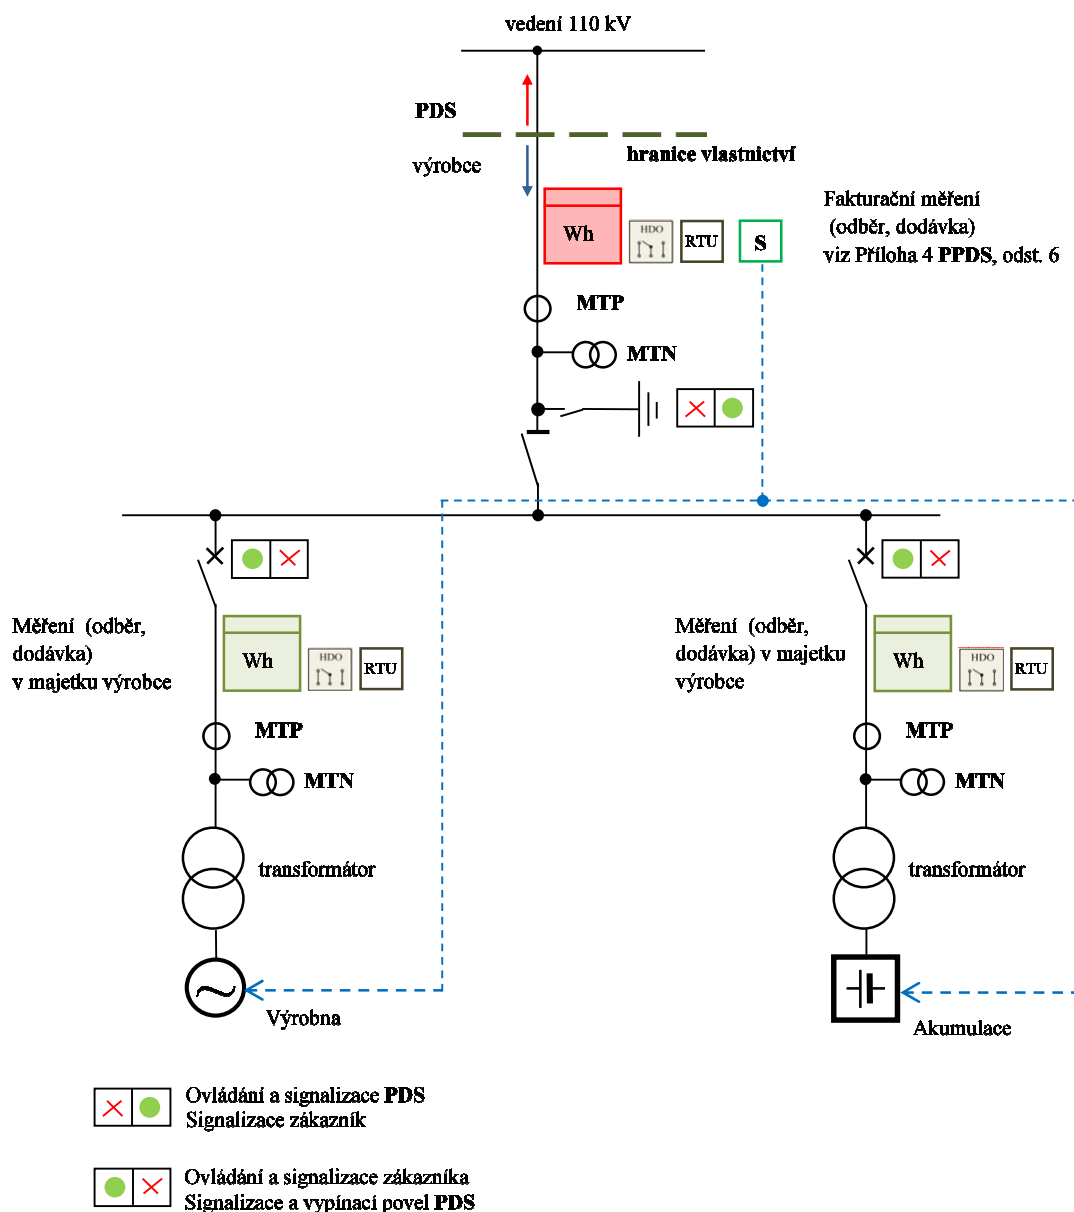 vedení 110 kV
PDS
výrobce
hranice vlastnictví
Wh
HDO
RTU
S
Fakturační měření
(odběr, dodávka)
viz Příloha 4 PPDS, odst. 6
MTP
MTN
Měření (odběr,
dodávka)
v majetku výrobce
Wh
HDO
RTU
MTP
MTN
transformátor
Výrobna
Měření (odběr,
dodávka) v majetku
výrobce
Wh
HDO
RTU
MTP
MTN
transformátor
Akumulace
Ovládání a signalizace PDS
Signalizace zákazník
Ovládání a signalizace zákazníka
Signalizace a vypínací povel PDS